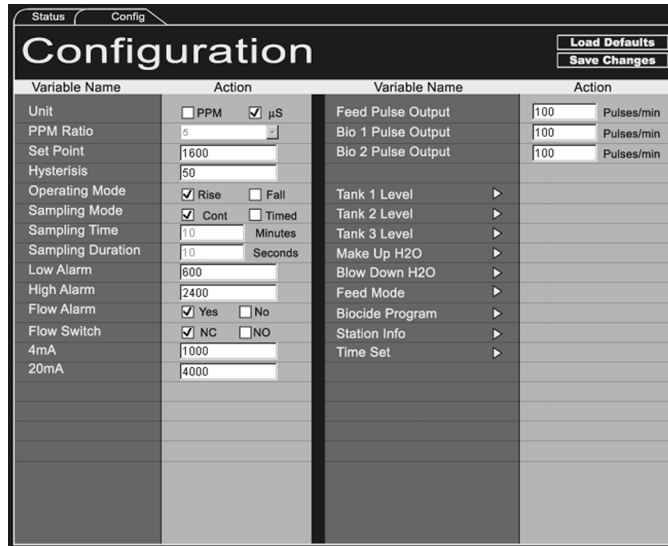 Status Config
Configuration
Load Defaults
Save Changes
Variable Name Action Variable Name Action
Unit PPM µS Feed Pulse Output 100 Pulses/min
PPM Ratio 5 Bio 1 Pulse Output 100 Pulses/min
Set Point 1600 Bio 2 Pulse Output 100 Pulses/min
Hysterisis 50
Operating Mode Rise Fall Tank 1 Level
Sampling Mode Cont Timed Tank 2 Level
Sampling Time 10 Minutes Tank 3 Level
Sampling Duration 10 Seconds Make Up H2O
Low Alarm 600 Blow Down H2O
High Alarm 2400 Feed Mode
Flow Alarm Yes No Biocide Program
Flow Switch NC NO Station Info
4mA 1000 Time Set
20mA 4000